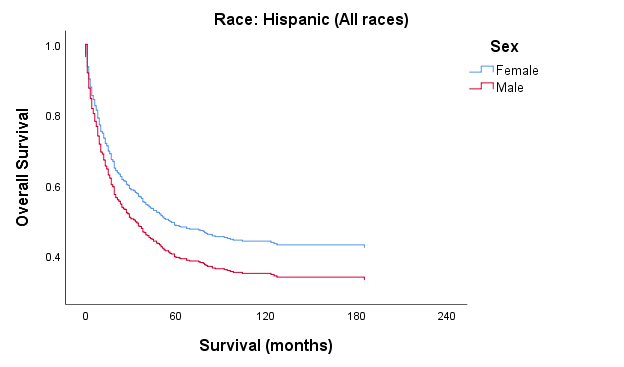 Race: Hispanic (All races)
Sex
Female
Male
Overall Survival
1.0
0.8
0.6
0.4
0 60 120 180 240
Survival (months)